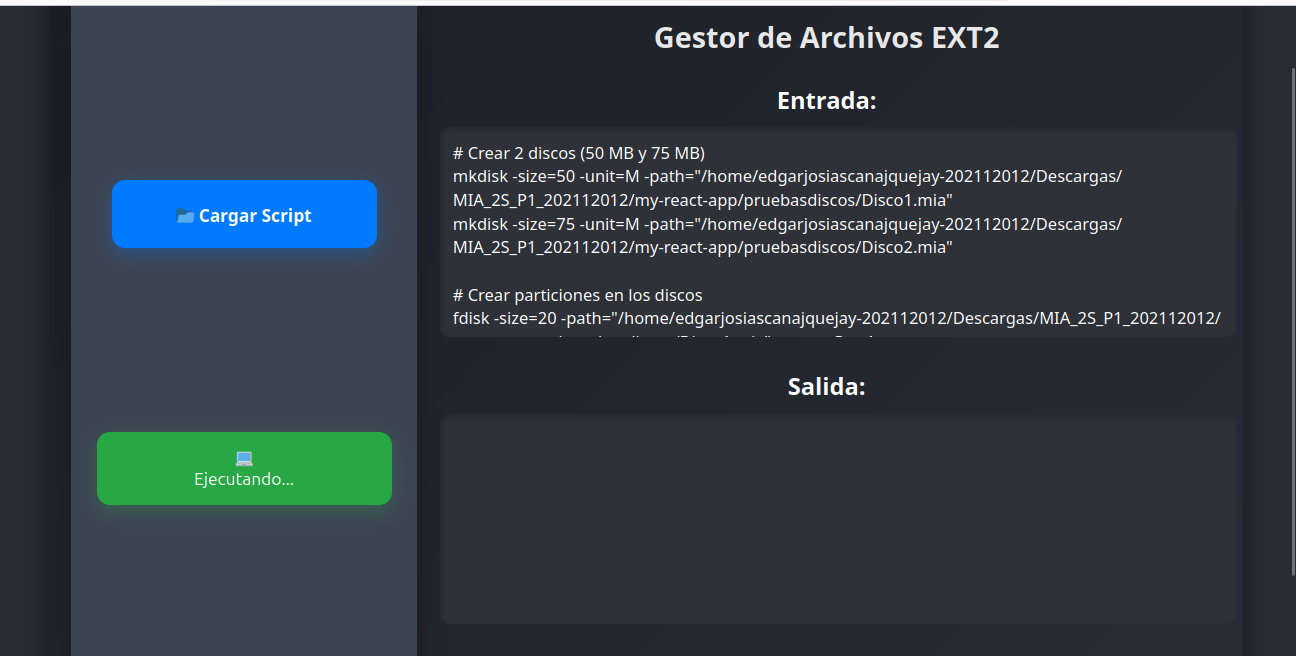 Gestor de Archivos EXT2
Entrada:
# Crear 2 discos (50 MB y 75 MB)
mkdisk -size=50 -unit=M -path="/home/edgarjosiascanajquejay-202112012/Descargas/
MIA_2S_P1_202112012/my-react-app/pruebasdiscos/Disco1.mia"
mkdisk -size=75 -unit=M -path="/home/edgarjosiascanajquejay-202112012/Descargas/
MIA_2S_P1_202112012/my-react-app/pruebasdiscos/Disco2.mia"
# Crear particiones en los discos
fdisk -size=20 -path="/home/edgarjosiascanajquejay-202112012/Descargas/MIA_2S_P1_202112012/
Cargar Script
Ejecutando...
Salida: